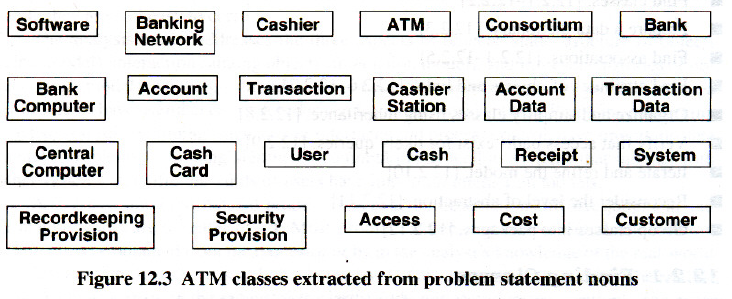 Software Banking Network Cashier ATM Consortium Bank
Bank Computer Account Transaction Cashier Station Account Data Transaction Data
Central Computer Cash Card User Cash Receipt System
Recordkeeping Provision Security Provision Access Cost Customer
Figure 12.3 ATM classes extracted from problem statement nouns